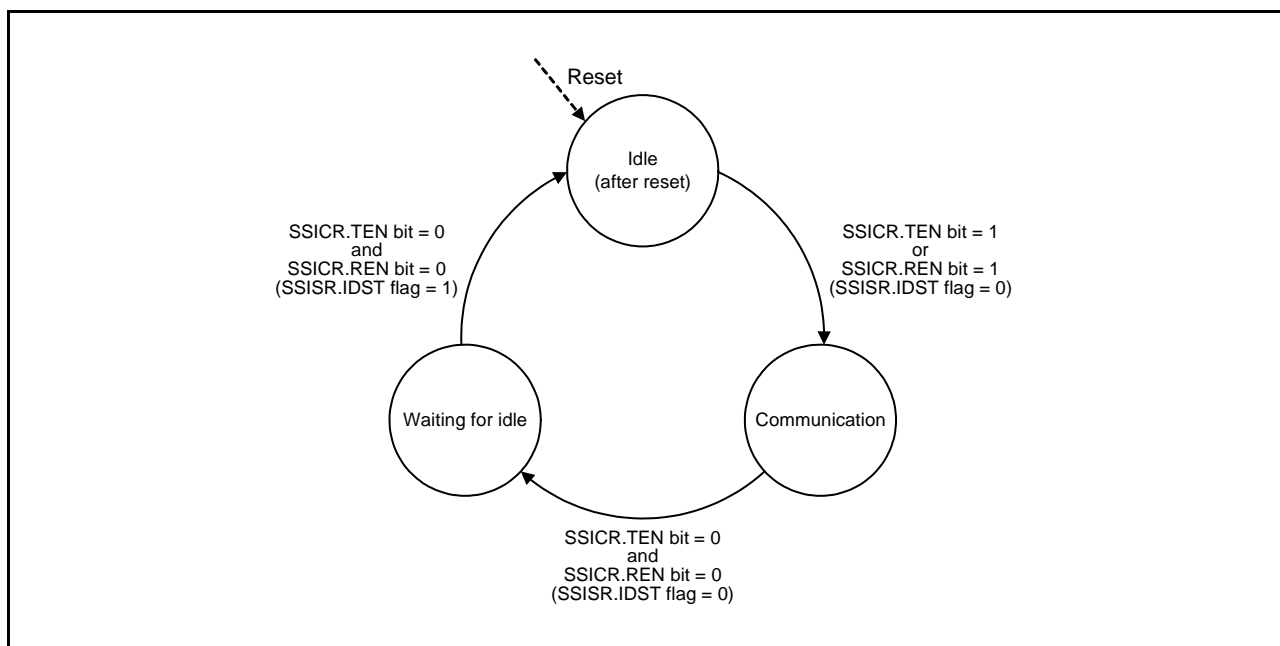 Reset
Idle
(after reset)
SSICR.TEN bit = 0
and
SSICR.REN bit = 0
(SSISR.IDST flag = 1)
SSICR.TEN bit = 1
or
SSICR.REN bit = 1
(SSISR.IDST flag = 0)
Waiting for idle
Communication
SSICR.TEN bit = 0
and
SSICR.REN bit = 0
(SSISR.IDST flag = 0)